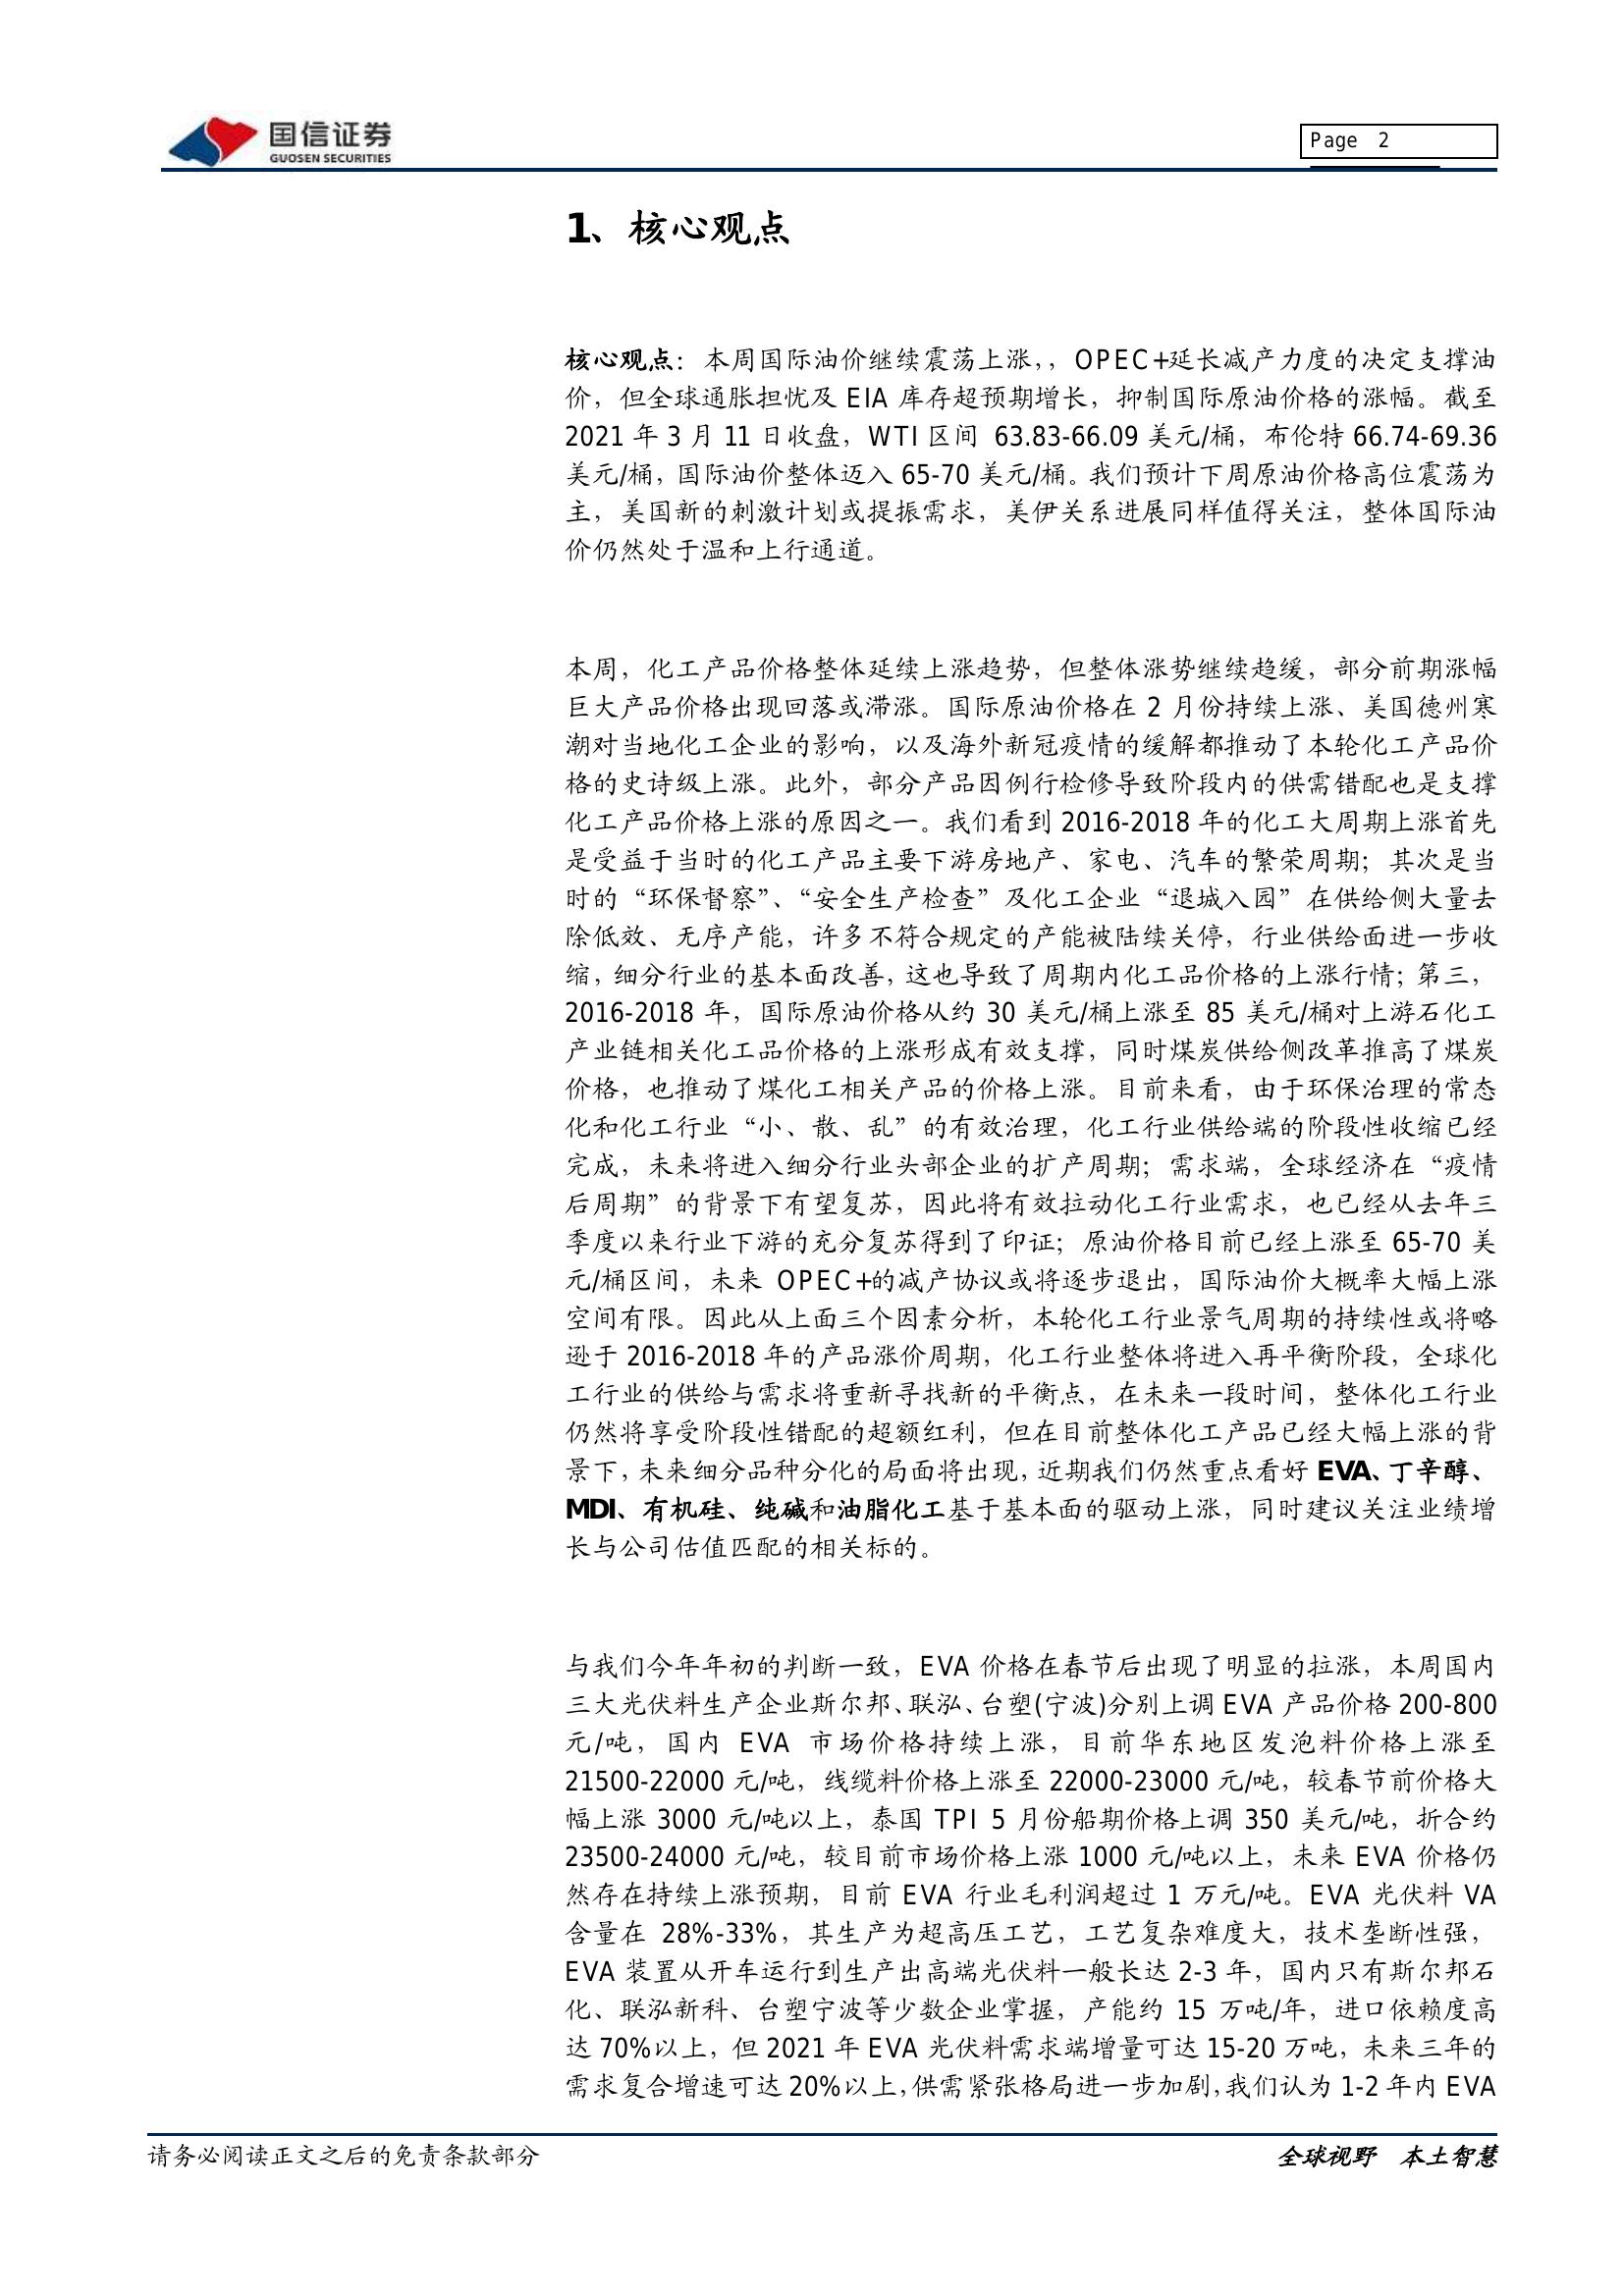 国信证券
GUOSEN SECURITIES
Page 2
1、核心观点
核心观点：本周国际油价继续震荡上涨，，OPEC+延长减产力度的决定支撑油
价，但全球通胀担忧及 EIA 库存超预期增长，抑制国际原油价格的涨幅。截至
2021 年 3 月 11 日收盘，WTI 区间 63.83-66.09 美元/桶，布伦特 66.74-69.36
美元/桶，国际油价整体迈入 65-70 美元/桶。我们预计下周原油价格高位震荡为
主，美国新的刺激计划或提振需求，美伊关系进展同样值得关注，整体国际油
价仍然处于温和上行通道。
本周，化工产品价格整体延续上涨趋势，但整体涨势继续趋缓，部分前期涨幅
巨大产品价格出现回落或滞涨。国际原油价格在 2 月份持续上涨、美国德州寒
潮对当地化工企业的影响，以及海外新冠疫情的缓解都推动了本轮化工产品价
格的史诗级上涨。此外，部分产品因例行检修导致阶段内的供需错配也是支撑
化工产品价格上涨的原因之一。我们看到 2016-2018 年的化工大周期上涨首先
是受益于当时的化工产品主要下游房地产、家电、汽车的繁荣周期；其次是当
时的“环保督察”、“安全生产检查”及化工企业“退城入园”在供给侧大量去
除低效、无序产能，许多不符合规定的产能被陆续关停，行业供给面进一步收
缩，细分行业的基本面改善，这也导致了周期内化工品价格的上涨行情；第三，
2016-2018 年，国际原油价格从约 30 美元/桶上涨至 85 美元/桶对上游石化工
产业链相关化工品价格的上涨形成有效支撑，同时煤炭供给侧改革推高了煤炭
价格，也推动了煤化工相关产品的价格上涨。目前来看，由于环保治理的常态
化和化工行业“小、散、乱”的有效治理，化工行业供给端的阶段性收缩已经
完成，未来将进入细分行业头部企业的扩产周期；需求端，全球经济在“疫情
后周期”的背景下有望复苏，因此将有效拉动化工行业需求，也已经从去年三
季度以来行业下游的充分复苏得到了印证；原油价格目前已经上涨至 65-70 美
元/桶区间，未来 OPEC+的减产协议或将逐步退出，国际油价大概率大幅上涨
空间有限。因此从上面三个因素分析，本轮化工行业景气周期的持续性或将略
逊于 2016-2018 年的产品涨价周期，化工行业整体将进入再平衡阶段，全球化
工行业的供给与需求将重新寻找新的平衡点，在未来一段时间，整体化工行业
仍然将享受阶段性错配的超额红利，但在目前整体化工产品已经大幅上涨的背
景下，未来细分品种分化的局面将出现，近期我们仍然重点看好 EVA、丁辛醇、
MDI、有机硅、纯碱和油脂化工基于基本面的驱动上涨，同时建议关注业绩增
长与公司估值匹配的相关标的。
与我们今年年初的判断一致，EVA 价格在春节后出现了明显的拉涨，本周国内
三大光伏料生产企业斯尔邦、联泓、台塑(宁波)分别上调 EVA 产品价格 200-800
元/吨，国内 EVA 市场价格持续上涨，目前华东地区发泡料价格上涨至
21500-22000 元/吨，线缆料价格上涨至 22000-23000 元/吨，较春节前价格大
幅上涨 3000 元/吨以上，泰国 TPI 5 月份船期价格上调 350 美元/吨，折合约
23500-24000 元/吨，较目前市场价格上涨 1000 元/吨以上，未来 EVA 价格仍
然存在持续上涨预期，目前 EVA 行业毛利润超过 1 万元/吨。EVA 光伏料 VA
含量在 28%-33%，其生产为超高压工艺，工艺复杂难度大，技术垄断性强，
EVA 装置从开车运行到生产出高端光伏料一般长达 2-3 年，国内只有斯尔邦石
化、联泓新科、台塑宁波等少数企业掌握，产能约 15 万吨/年，进口依赖度高
达 70%以上，但 2021 年 EVA 光伏料需求端增量可达 15-20 万吨，未来三年的
需求复合增速可达 20%以上，供需紧张格局进一步加剧，我们认为 1-2 年内 EVA
请务必阅读正文之后的免责条款部分
全球视野 本土智慧